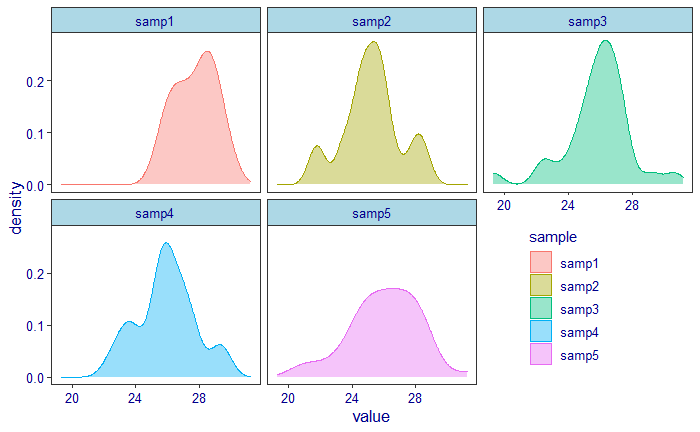 samp1
samp2
samp3
0.2
0.1
0.0
20 24 28
samp4
samp5
0.2
0.1
0.0
20 24 28
20 24 28
density
value
sample
samp1
samp2
samp3
samp4
samp5